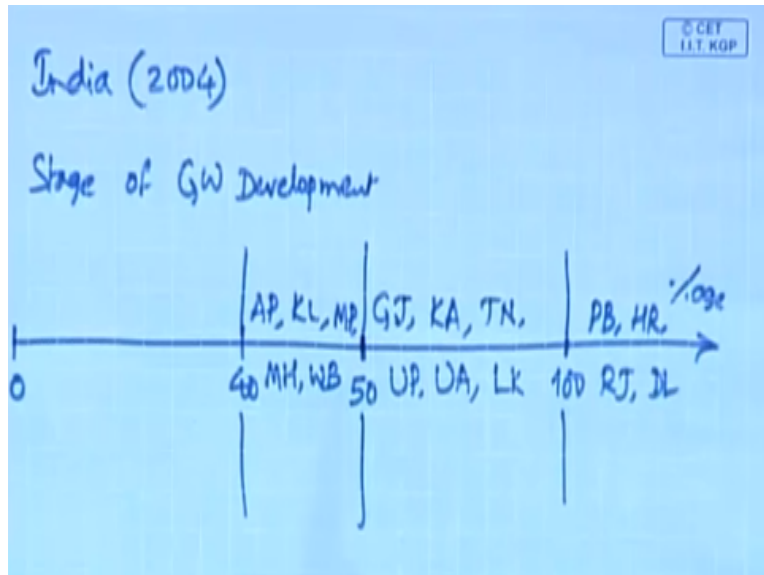 © CET
I.I.T. KGP
India (2004)
Stage of GW Development
AP, KL, MP, GJ, KA, TN, PB, HR, %age
0 40 MH, WB 50 UP, UA, LK 100 RJ, DL